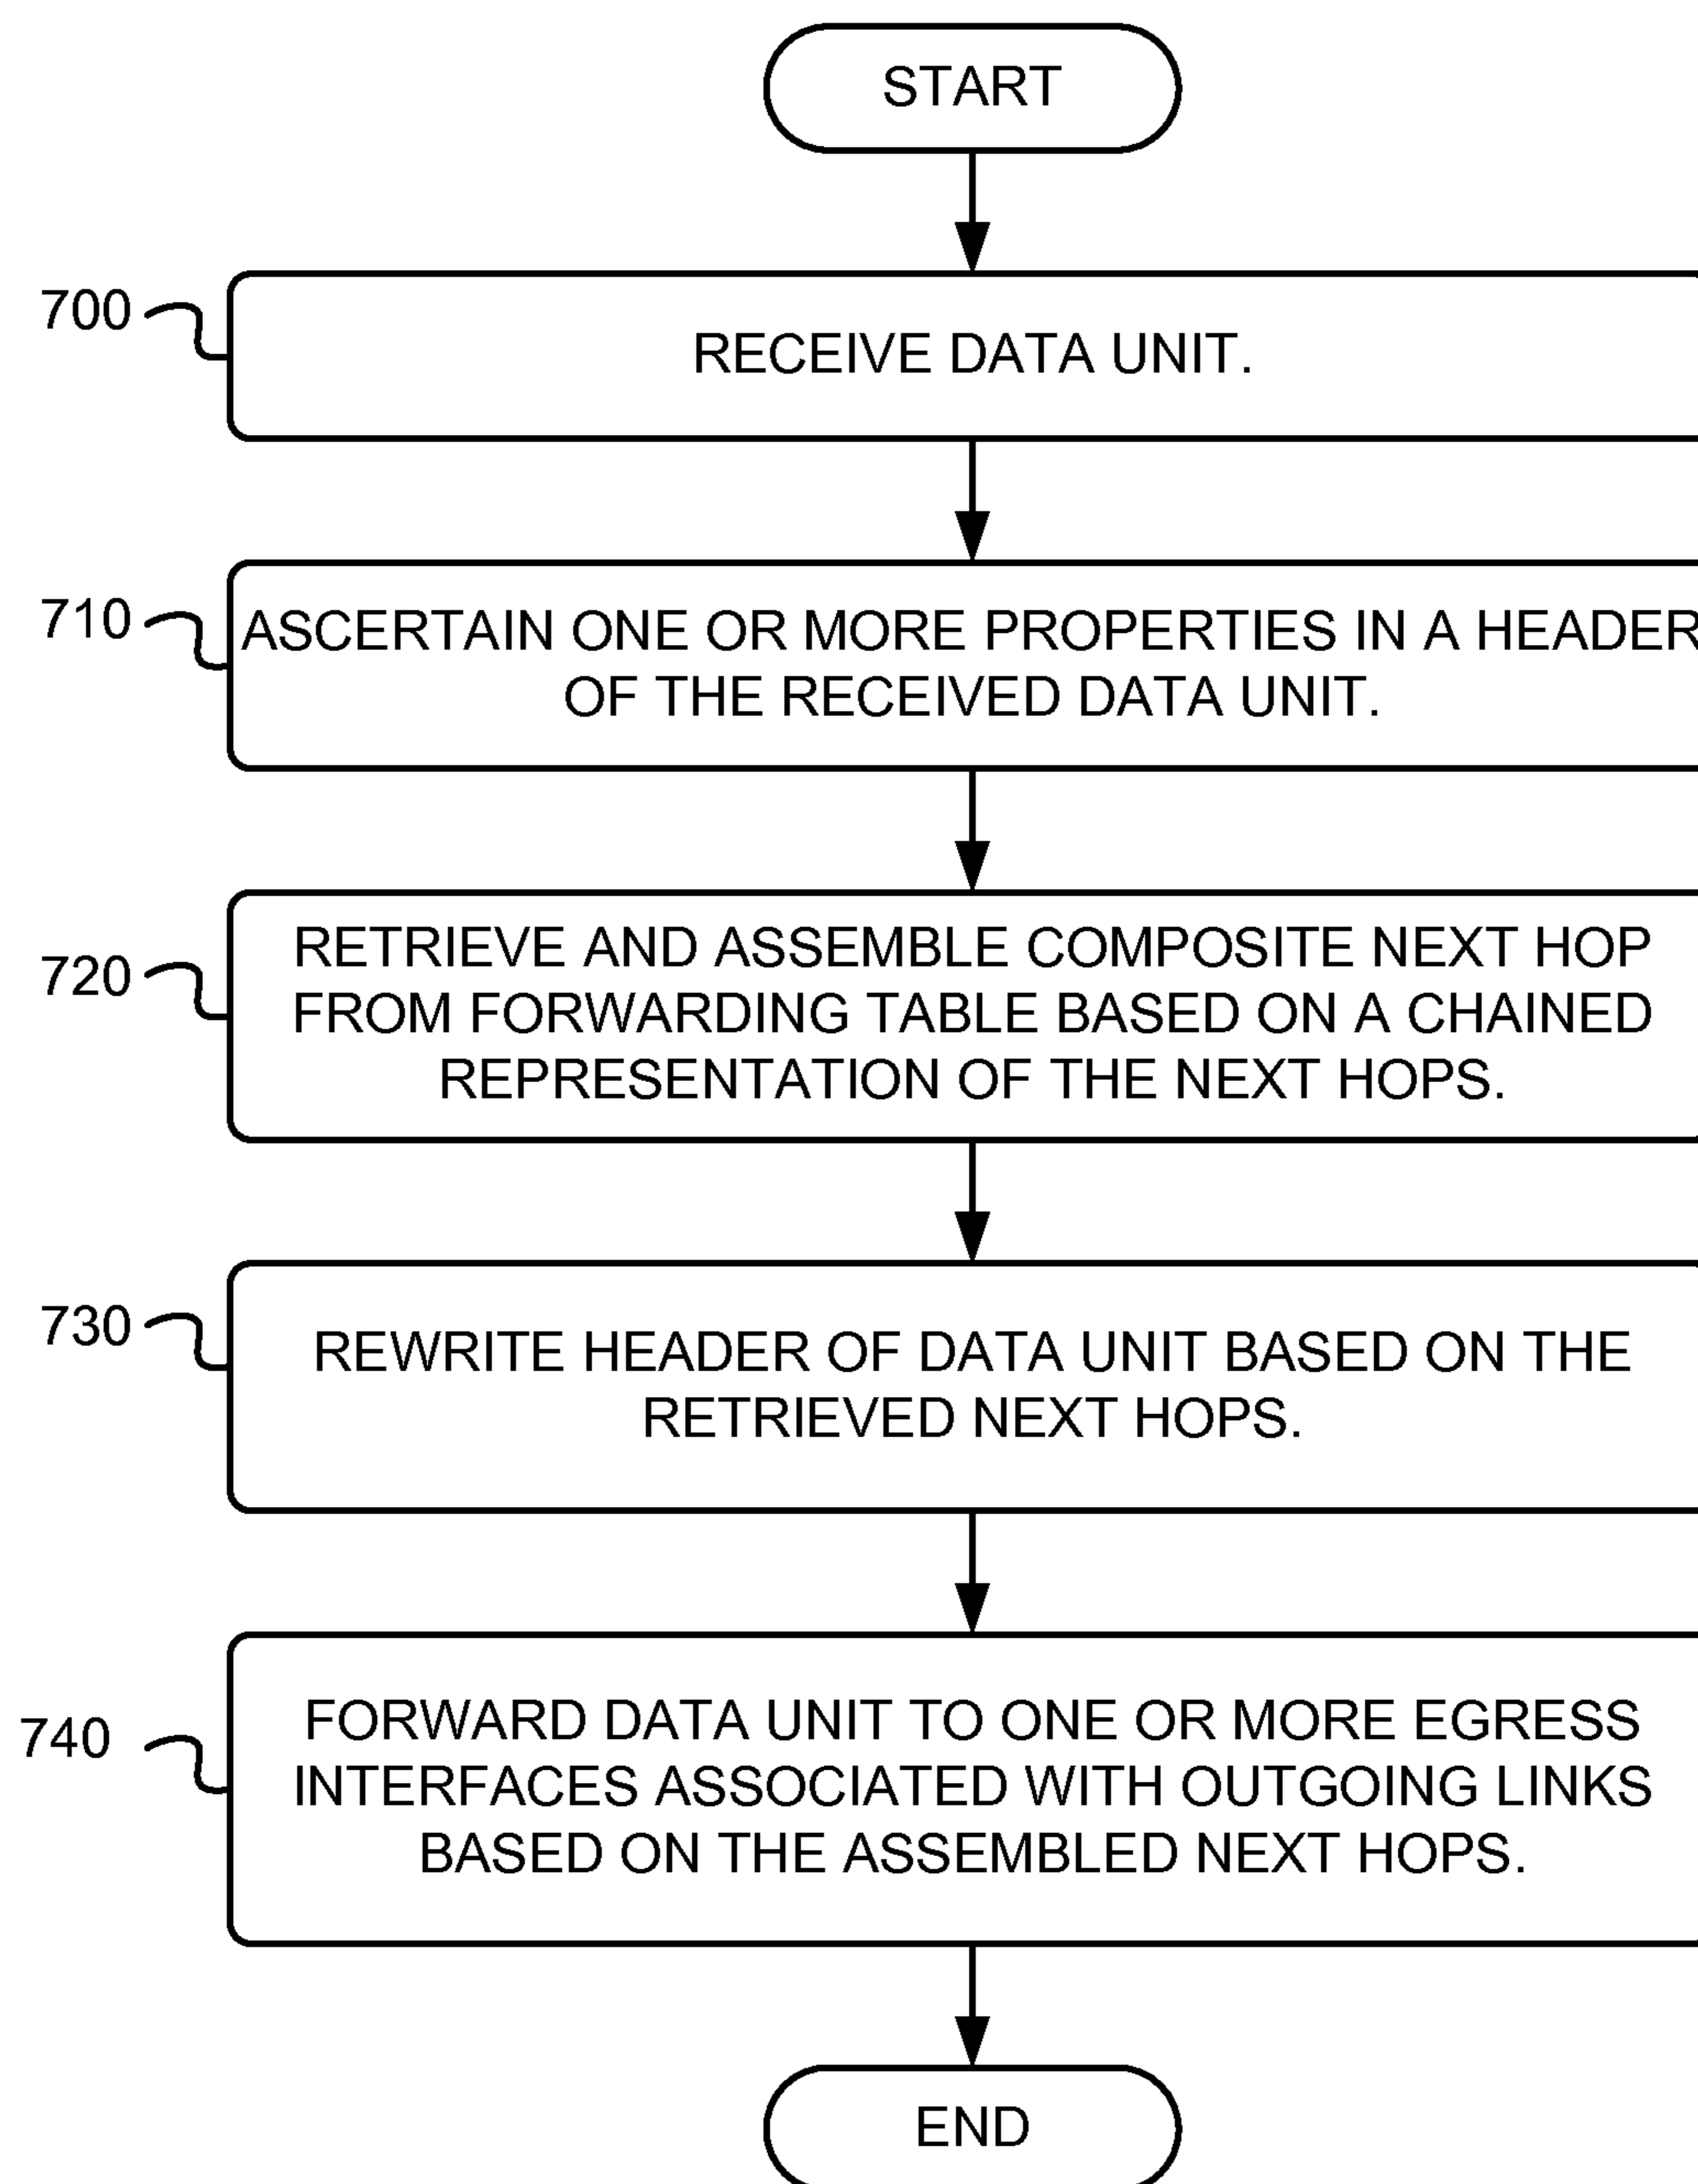 START
700
RECEIVE DATA UNIT.
710
ASCERTAIN ONE OR MORE PROPERTIES IN A HEADER
OF THE RECEIVED DATA UNIT.
720
RETRIEVE AND ASSEMBLE COMPOSITE NEXT HOP
FROM FORWARDING TABLE BASED ON A CHAINED
REPRESENTATION OF THE NEXT HOPS.
730
REWRITE HEADER OF DATA UNIT BASED ON THE
RETRIEVED NEXT HOPS.
740
FORWARD DATA UNIT TO ONE OR MORE EGRESS
INTERFACES ASSOCIATED WITH OUTGOING LINKS
BASED ON THE ASSEMBLED NEXT HOPS.
END